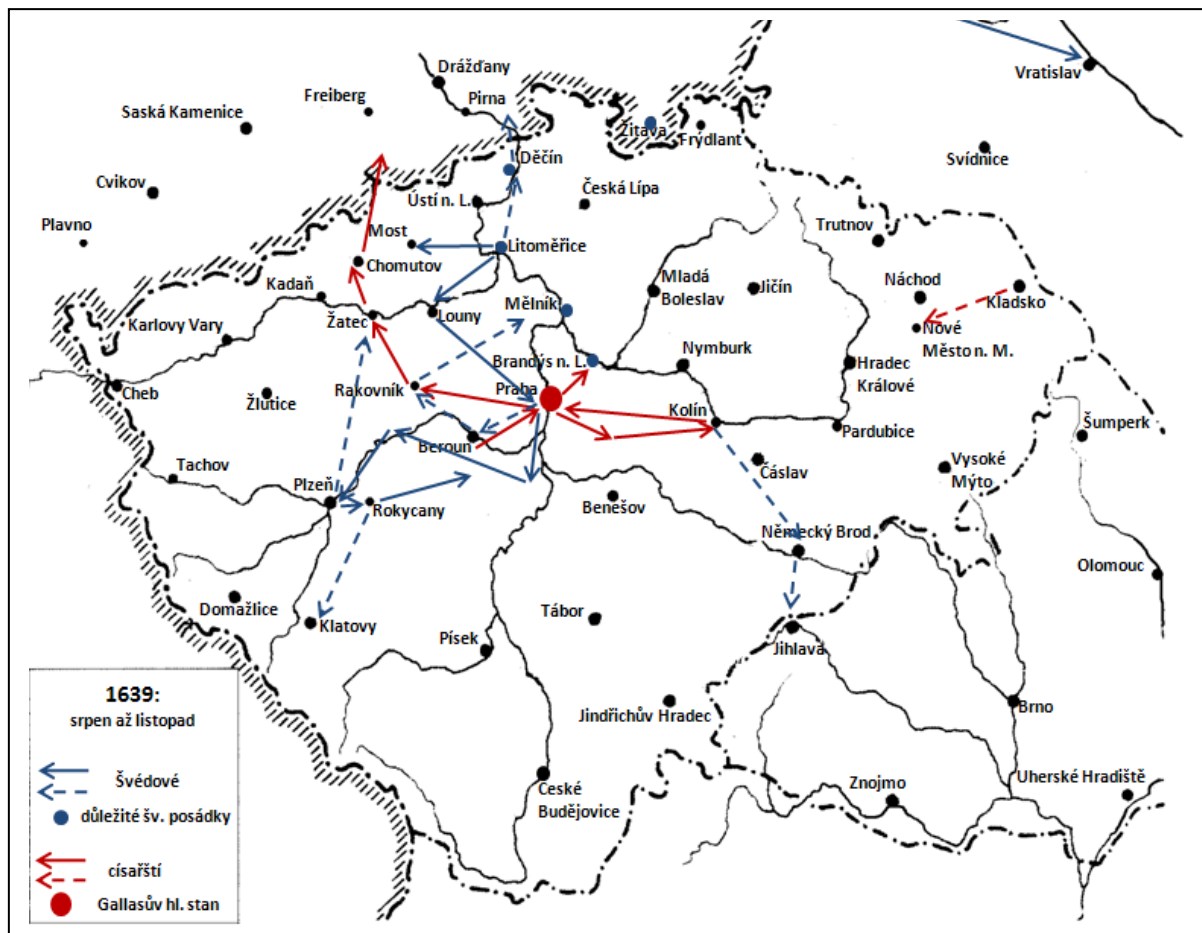 Drážďany
Vratislav
Freiberg
Pirna
Saská Kamenice
Žitava
Frýdlant
Svídnice
Děčín
Cvikov
Česká Lípa
Ústí n. L.
Plavno
Most
Litoměřice
Trutnov
Chomutov
Mladá
Boleslav
Jičín
Náchod
Kladsko
Kadaň
Mělník
Žatec
Louny
Karlovy Vary
Nové
Město n. M.
Nymburk
Brandýs n. L.
Hradec
Králové
Rakovník
Praha
Cheb
Žlutice
Kolín
Šumperk
Pardubice
Beroun
Tachov
Čáslav
Vysoké
Mýto
Plzeň
Rokycany
Benešov
Německý Brod
Olomouc
Domažlice
Tábor
Klatovy
Písek
Jihlava
Jindřichův Hradec
Brno
České
Budějovice
Znojmo
Uherské Hradiště
1639:
srpen až listopad
Švédové
důležité šv. posádky
císařští
Gallasův hl. stan